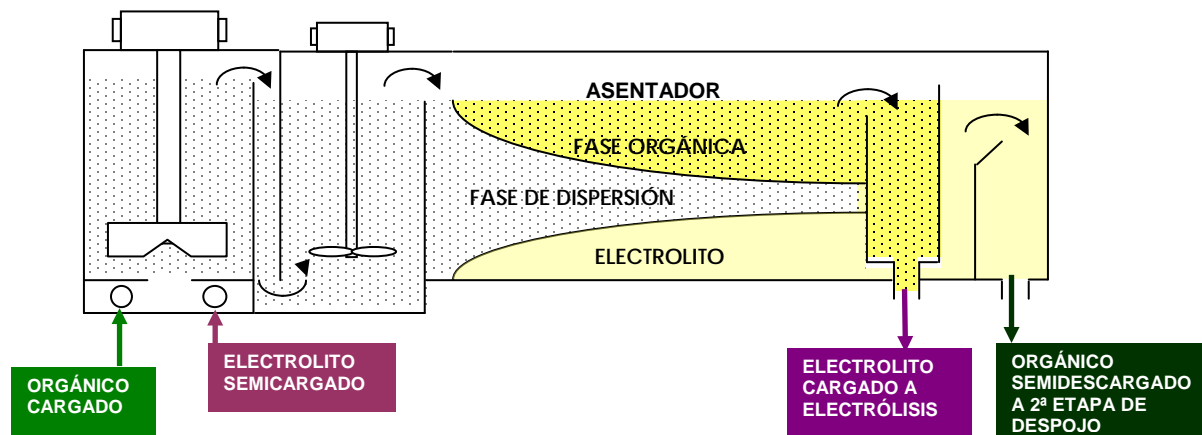 ASENTADOR
FASE ORGÁNICA
FASE DE DISPERSIÓN
ELECTROLITO
ORGÁNICO
CARGADO
ELECTROLITO
SEMICARGADO
ELECTROLITO
CARGADO A
ELECTRÓLISIS
ORGÁNICO
SEMIDESCARGADO
A 2ª ETAPA DE
DESPOJO